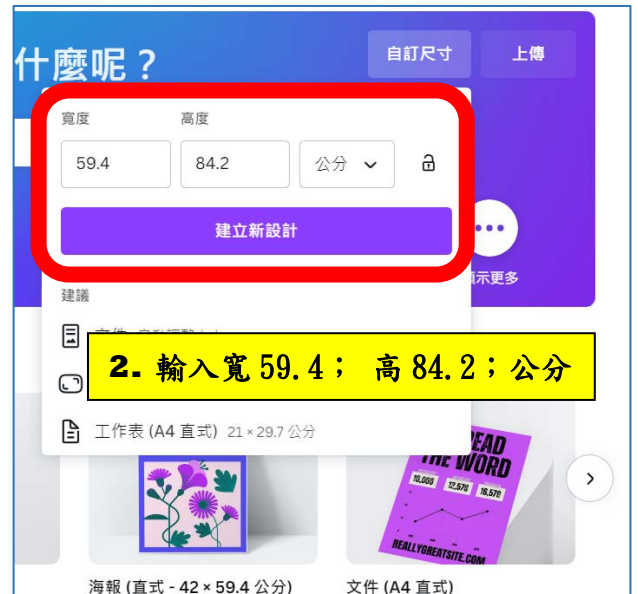 什麼呢？
自訂尺寸
上傳
寬度
高度
59.4
84.2
公分
建立新設計
示更多
建議
2. 輸入寬 59.4； 高 84.2；公分
工作表 (A4 直式) 21 × 29.7 公分
READ
THE WORD
10,000
12,578
16,578
REALLYGREATSITE.COM
海報 (直式 - 42 × 59.4 公分)
文件 (A4 直式)